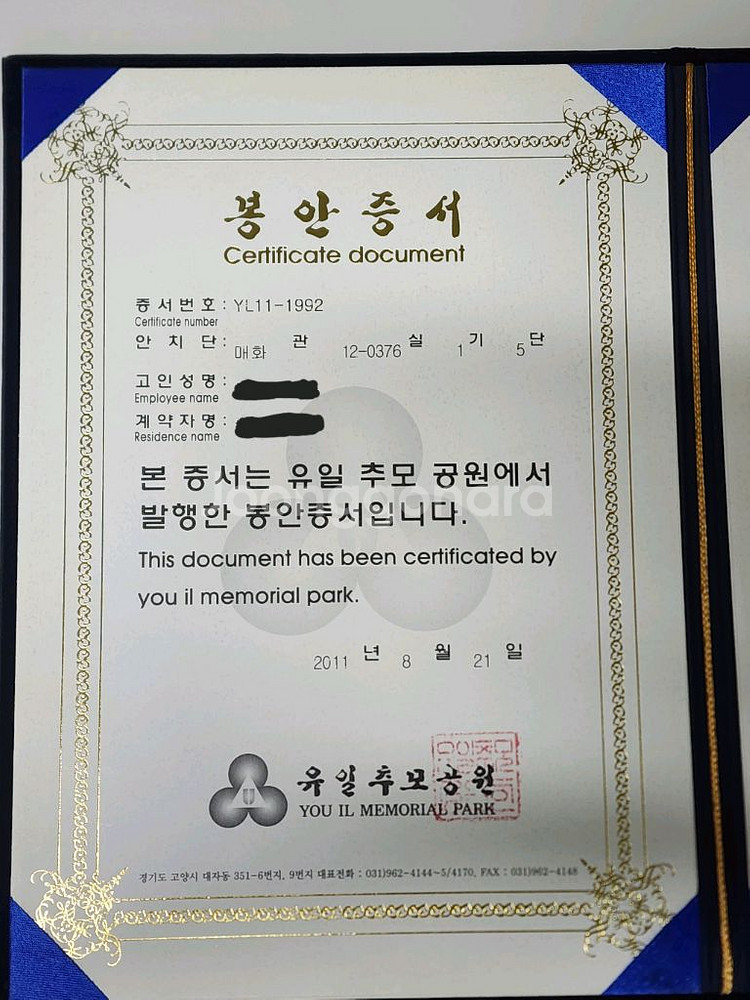 봉안증서
Certificate document
증서번호 : YL11-1992
Certificate number
안 치 단 : 매화 관 12-0376 실 1 기 5 단
고인성명 :
Employee name
계약자명 :
Residence name
본 증서는 유일 추모 공원에서
발행한 봉안증서입니다.
joonggonara
This document has been certificated by
you il memorial park.
2011 년 8 월 21 일
유일추모공원
YOU IL MEMORIAL PARK
경기도 고양시 대자동 351-6번지, 9번지 대표전화 : 031)962-4144~5/4170, FAX : 031)962-4148